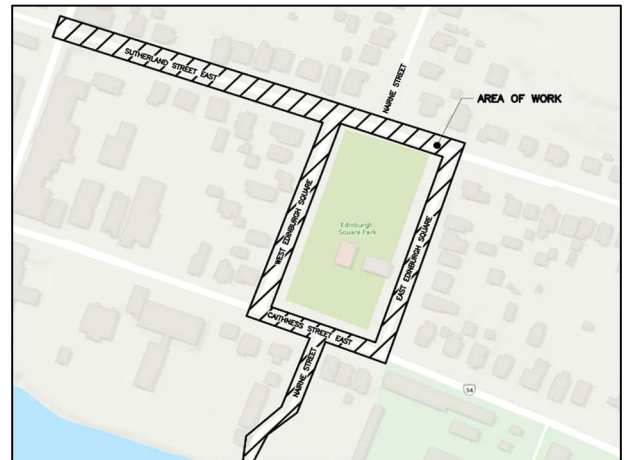 SUTHERLAND STREET EAST
NAIRNE STREET
AREA OF WORK
WEST EDINBURGH SQUARE
Edinburgh
Square Park
EAST EDINBURGH SQUARE
CAITHNESS STREET EAST
NAIRNE STREET
54